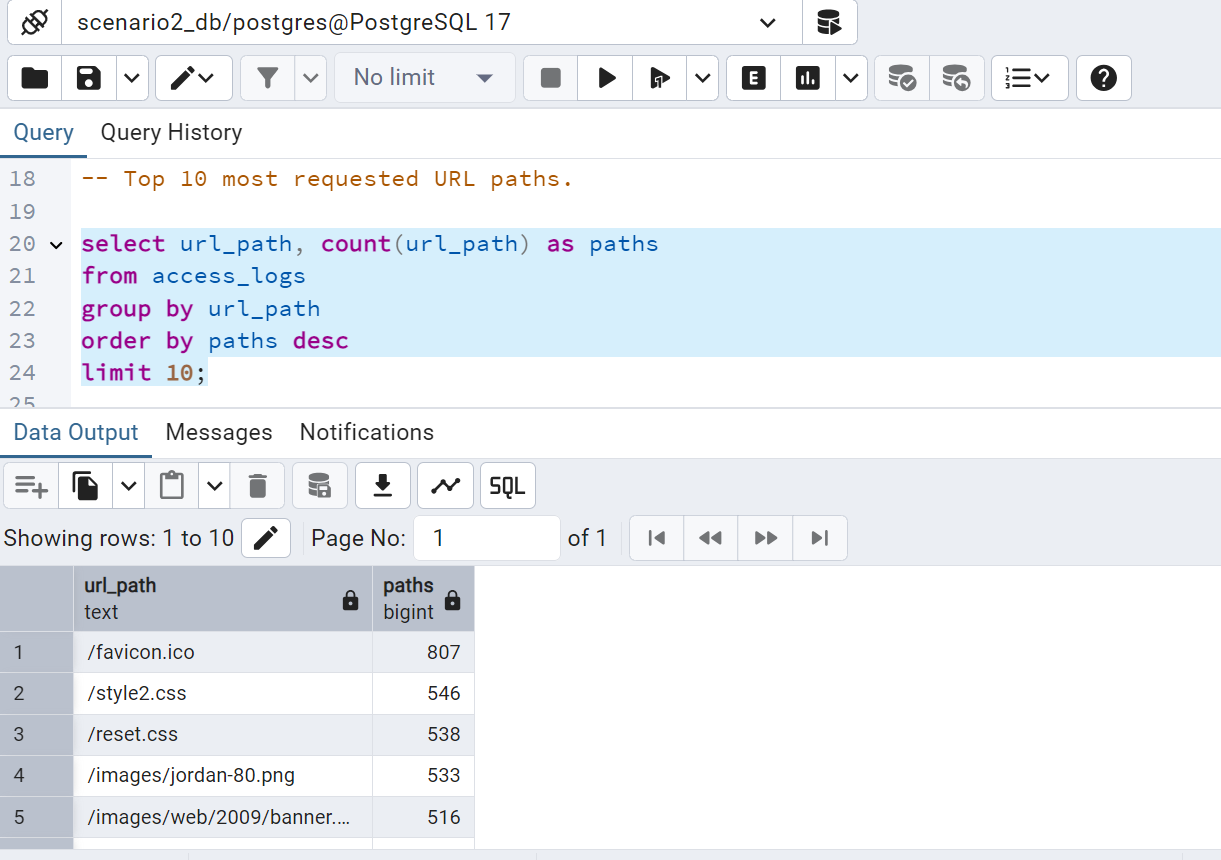 scenario2_db/postgres@PostgreSQL 17
No limit
E
Query Query History
18 -- Top 10 most requested URL paths.
19
20 select url_path, count(url_path) as paths
21 from access_logs
22 group by url_path
23 order by paths desc
24 limit 10;
25
Data Output Messages Notifications
SQL
Showing rows: 1 to 10 Page No: 1 of 1
url_path paths
text bigint
1 /favicon.ico 807
2 /style2.css 546
3 /reset.css 538
4 /images/jordan-80.png 533
5 /images/web/2009/banner.... 516